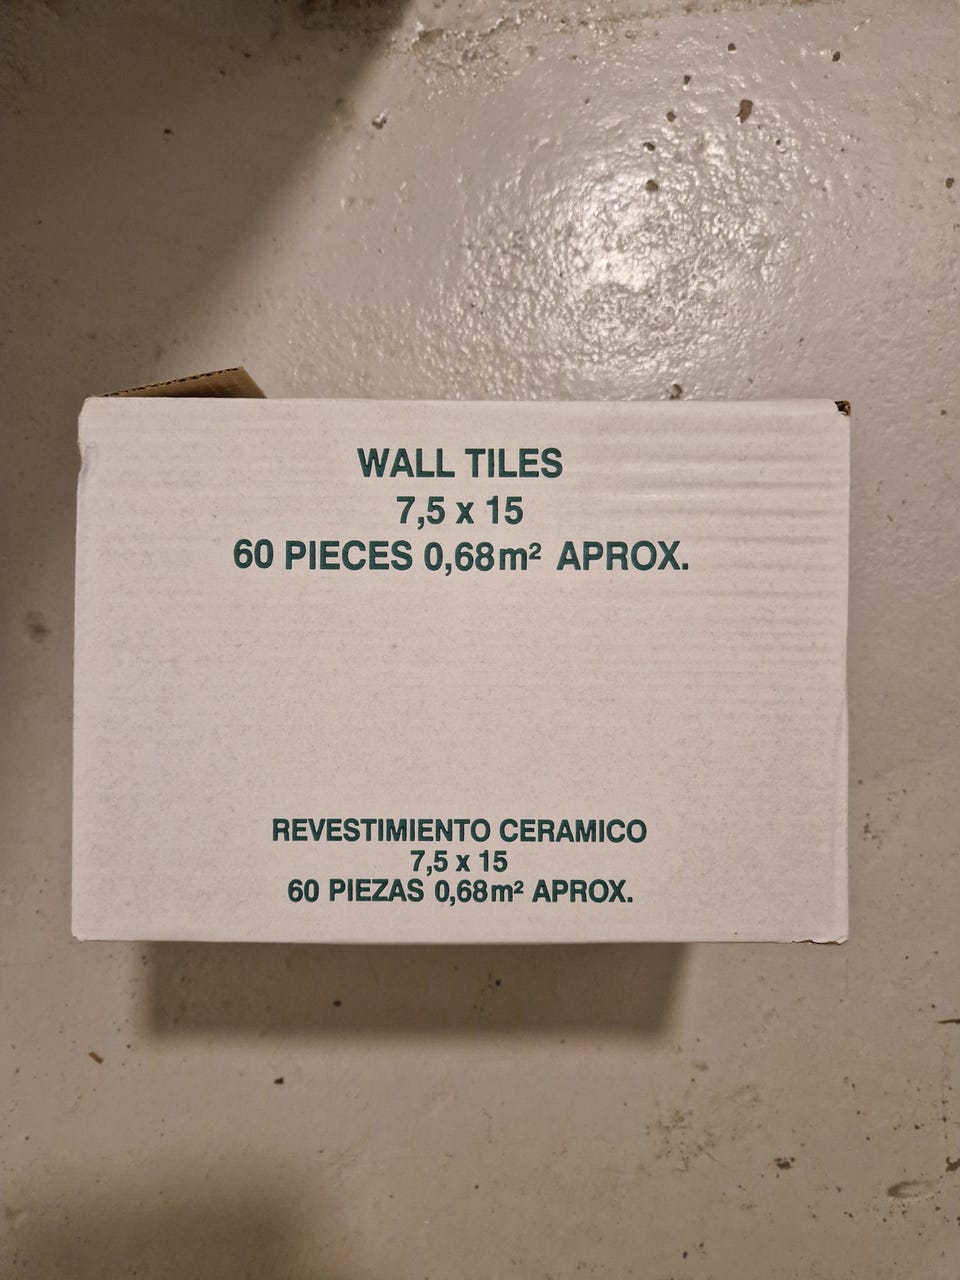 WALL TILES
7,5 x 15
60 PIECES 0,68m² APROX.
REVESTIMIENTO CERAMICO
7,5 x 15
60 PIEZAS 0,68m² APROX.